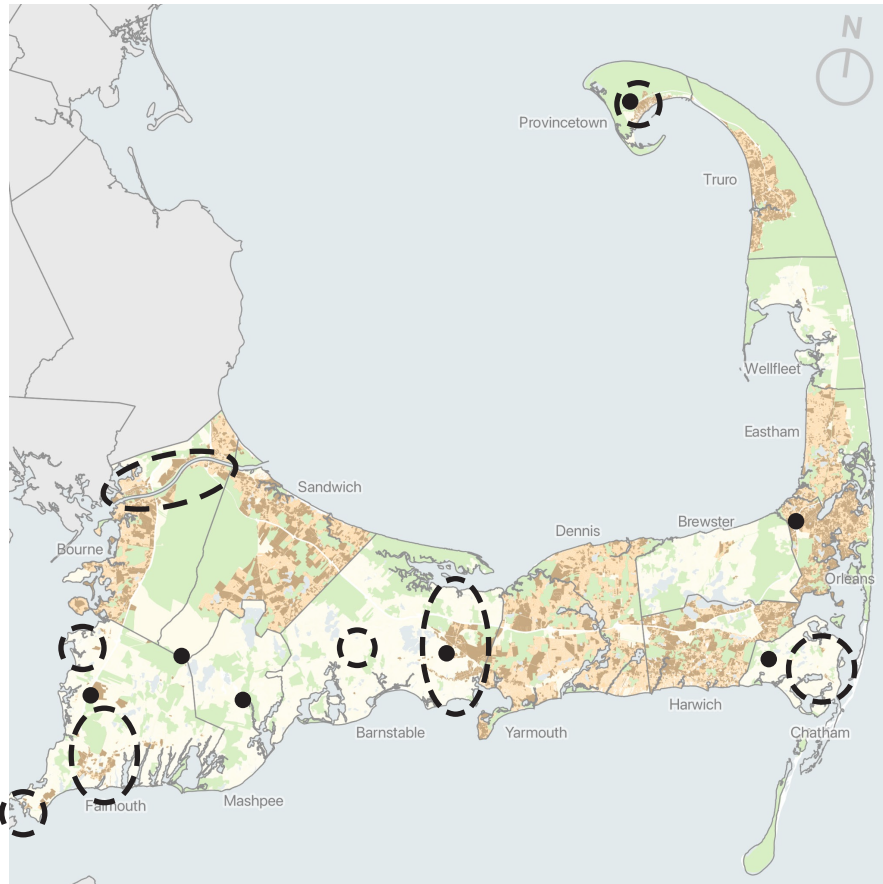 N
Provincetown
Truro
Wellfleet
Eastham
Sandwich
Dennis
Brewster
Bourne
Orleans
Harwich
Barnstable
Yarmouth
Chatham
Mashpee
Falmouth